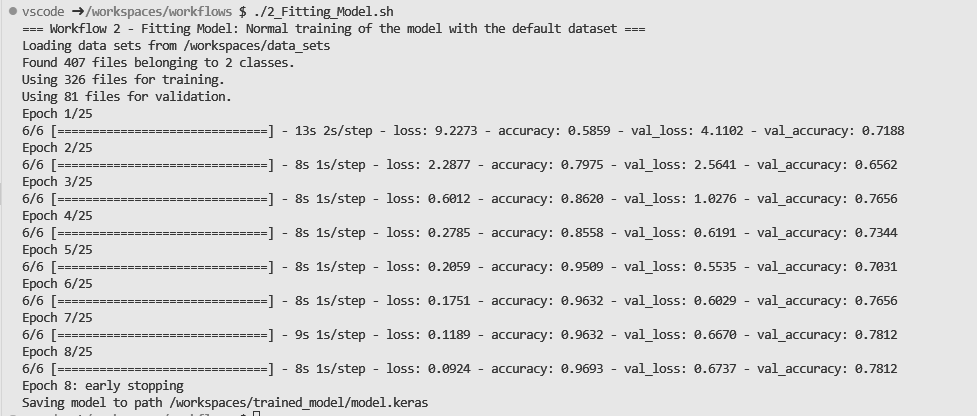 vscode ➜/workspaces/workflows $ ./2_Fitting_Model.sh
=== Workflow 2 - Fitting Model: Normal training of the model with the default dataset ===
Loading data sets from /workspaces/data_sets
Found 407 files belonging to 2 classes.
Using 326 files for training.
Using 81 files for validation.
Epoch 1/25
6/6 [==============================] - 13s 2s/step - loss: 9.2273 - accuracy: 0.5859 - val_loss: 4.1102 - val_accuracy: 0.7188
Epoch 2/25
6/6 [==============================] - 8s 1s/step - loss: 2.2877 - accuracy: 0.7975 - val_loss: 2.5641 - val_accuracy: 0.6562
Epoch 3/25
6/6 [==============================] - 8s 1s/step - loss: 0.6012 - accuracy: 0.8620 - val_loss: 1.0276 - val_accuracy: 0.7656
Epoch 4/25
6/6 [==============================] - 8s 1s/step - loss: 0.2785 - accuracy: 0.8558 - val_loss: 0.6191 - val_accuracy: 0.7344
Epoch 5/25
6/6 [==============================] - 8s 1s/step - loss: 0.2059 - accuracy: 0.9509 - val_loss: 0.5535 - val_accuracy: 0.7031
Epoch 6/25
6/6 [==============================] - 8s 1s/step - loss: 0.1751 - accuracy: 0.9632 - val_loss: 0.6029 - val_accuracy: 0.7656
Epoch 7/25
6/6 [==============================] - 9s 1s/step - loss: 0.1189 - accuracy: 0.9632 - val_loss: 0.6670 - val_accuracy: 0.7812
Epoch 8/25
6/6 [==============================] - 8s 1s/step - loss: 0.0924 - accuracy: 0.9693 - val_loss: 0.6737 - val_accuracy: 0.7812
Epoch 8: early stopping
Saving model to path /workspaces/trained_model/model.keras